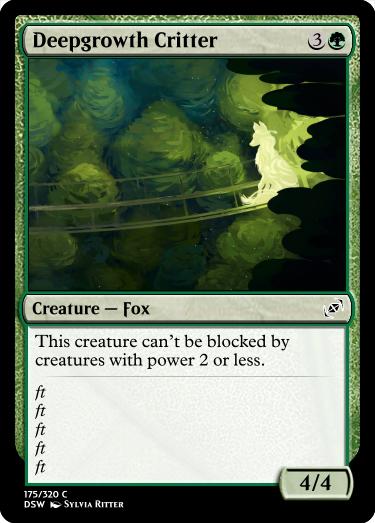 Deepgrowth Critter 3
Creature — Fox
This creature can't be blocked by
creatures with power 2 or less.
ft
ft
ft
ft
ft
4/4
175/320 C
DSW Sylvia Ritter